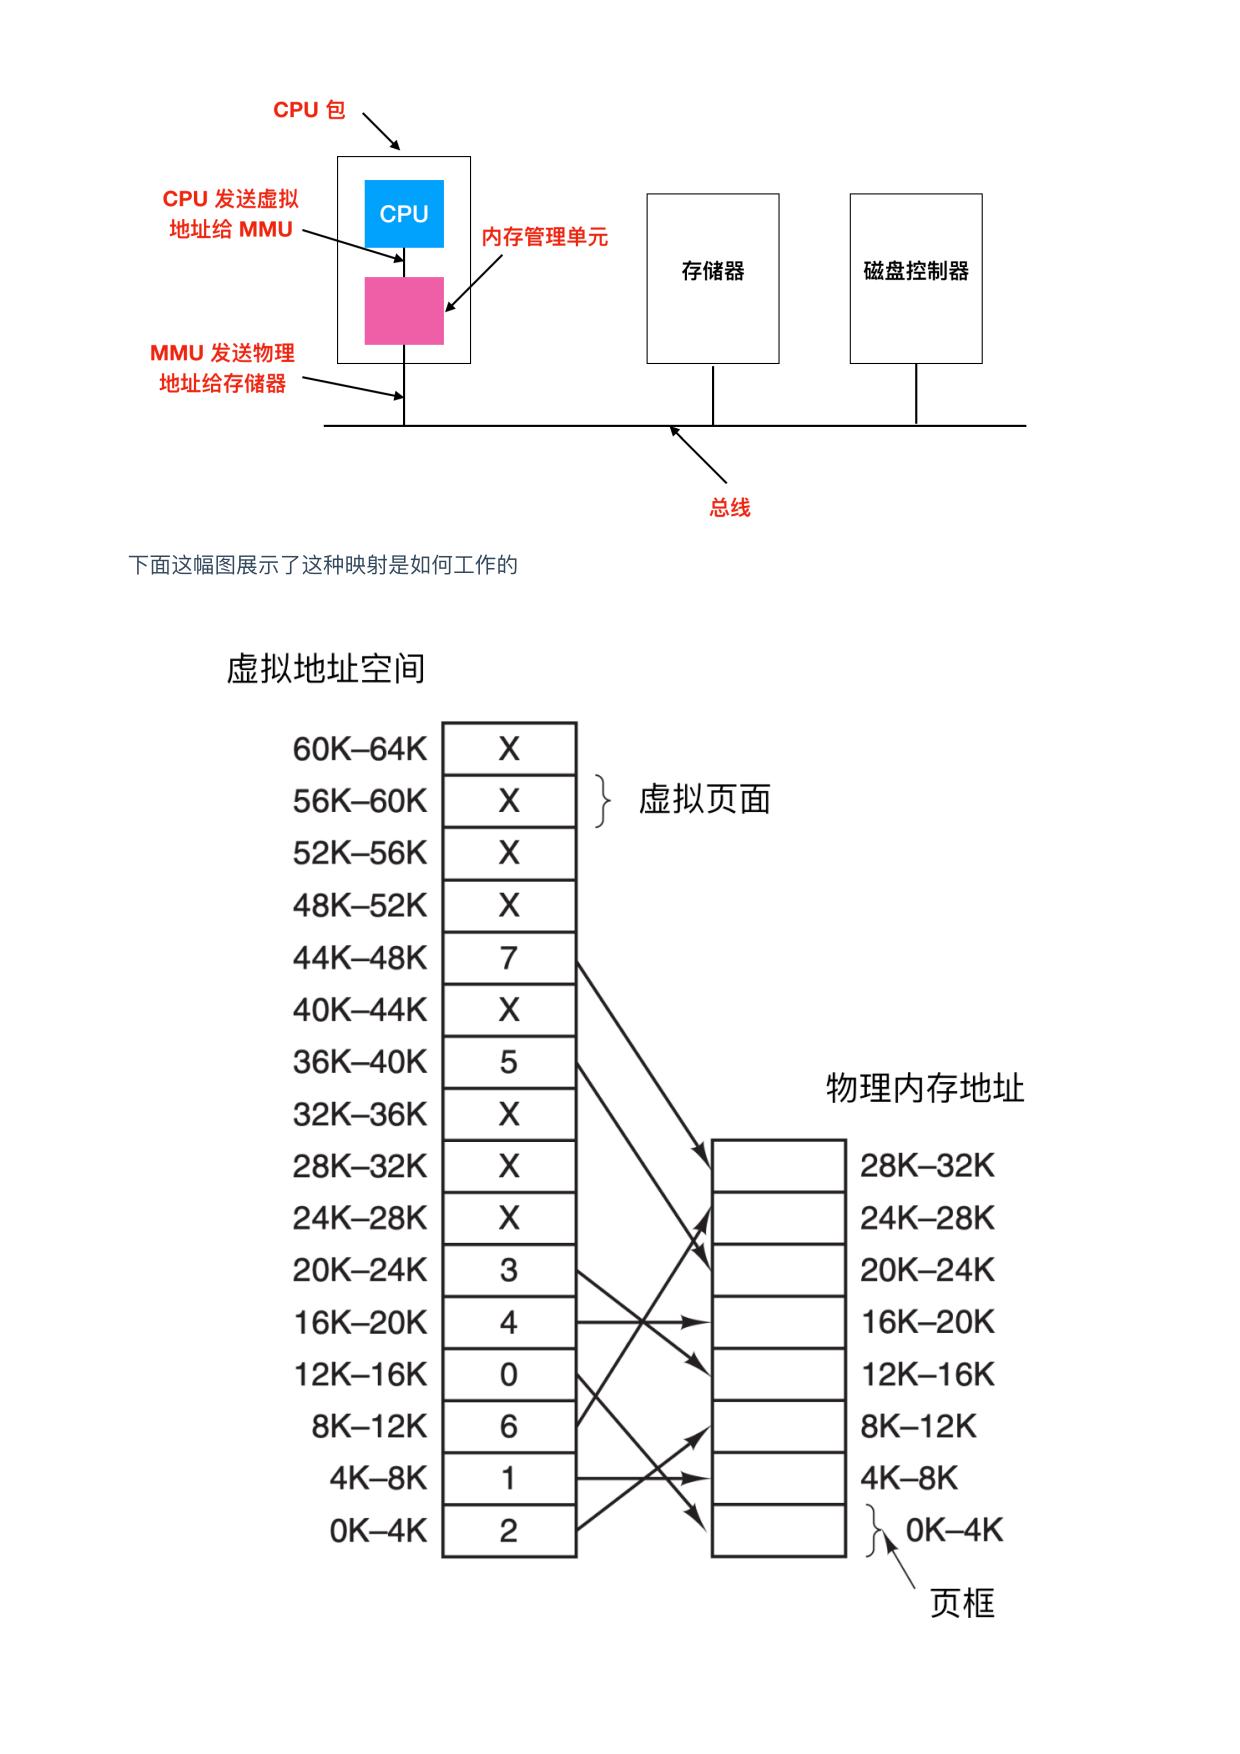 CPU 包
CPU 发送虚拟
地址给 MMU
CPU
内存管理单元
存储器
磁盘控制器
MMU 发送物理
地址给存储器
总线
下面这幅图展示了这种映射是如何工作的
虚拟地址空间
60K–64K X
56K–60K X 虚拟页面
52K–56K X
48K–52K X
44K–48K 7
40K–44K X
36K–40K 5
32K–36K X
28K–32K X
24K–28K X
20K–24K 3
16K–20K 4
12K–16K 0
8K–12K 6
4K–8K 1
0K–4K 2
物理内存地址
28K–32K
24K–28K
20K–24K
16K–20K
12K–16K
8K–12K
4K–8K
0K–4K
页框